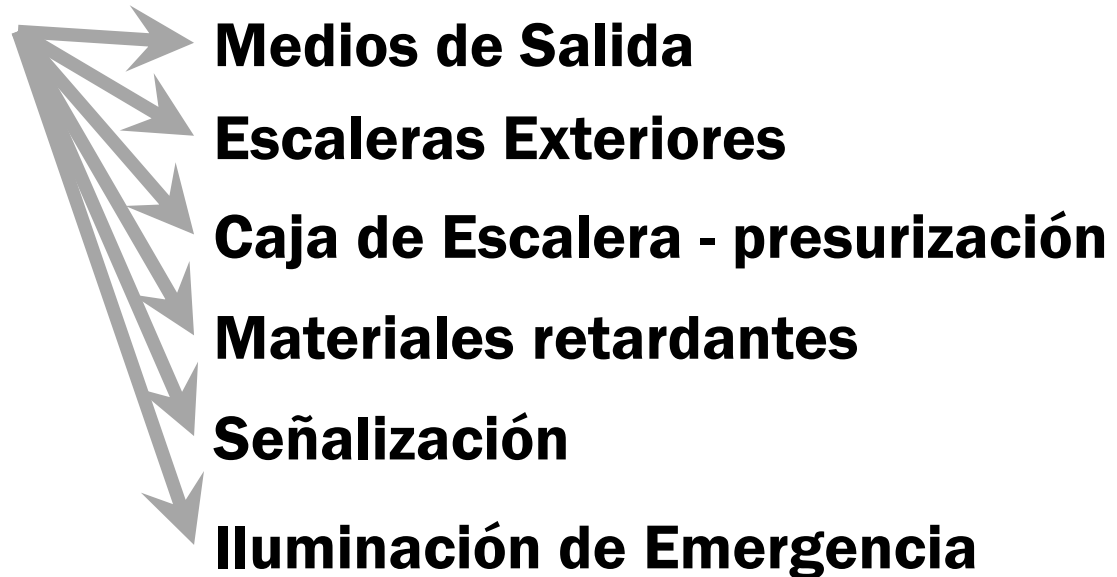 Medios de Salida
Escaleras Exteriores
Caja de Escalera - presurización
Materiales retardantes
Señalización
Iluminación de Emergencia